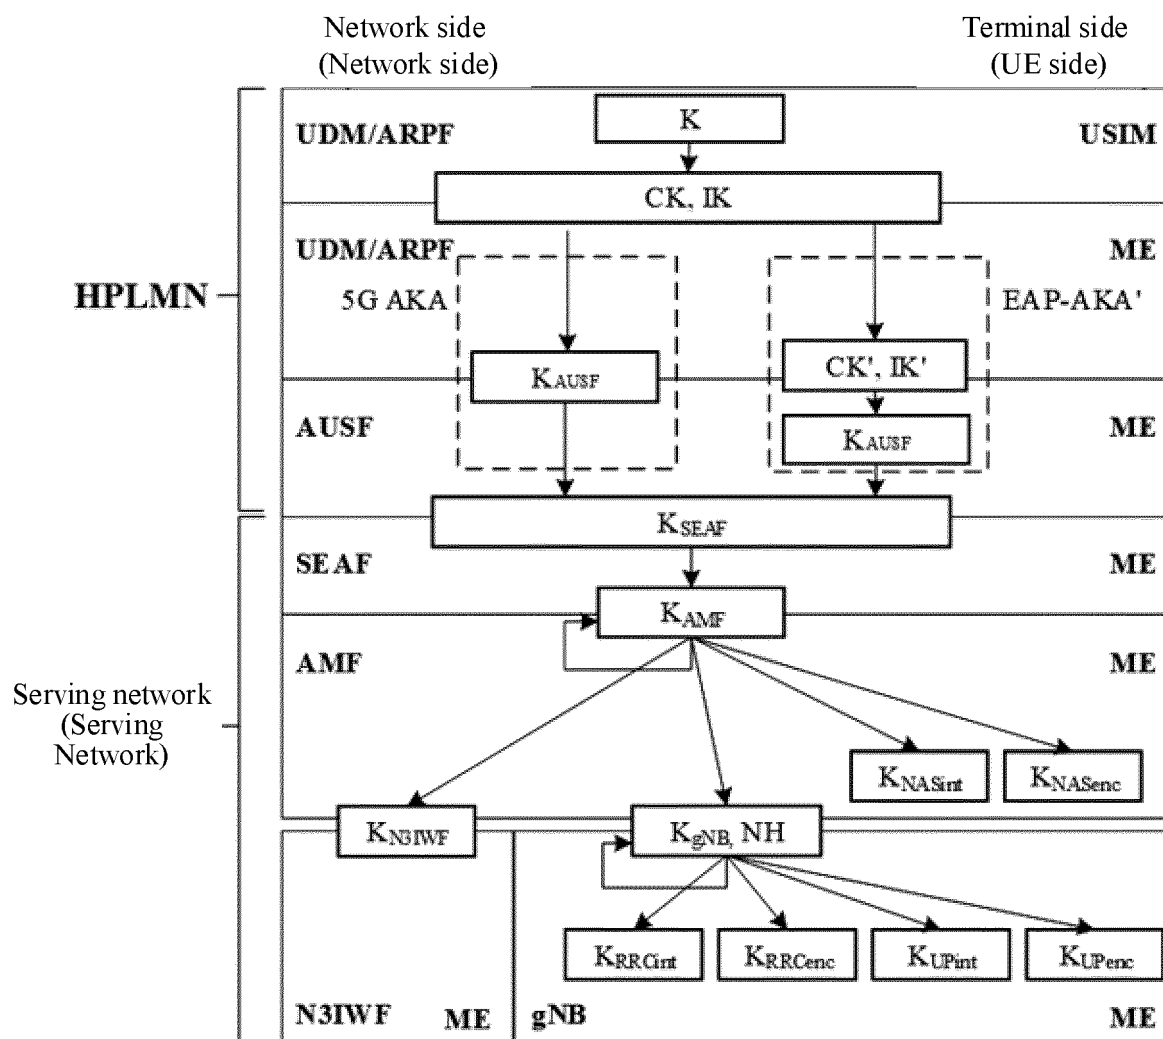 Network side
(Network side)
Terminal side
(UE side)
UDM/ARPF
K
USIM
CK, IK
UDM/ARPF
ME
HPLMN
5G AKA
EAP-AKA'
KAUSF
CK', IK'
AUSF
KAUSF
ME
KSEAF
SEAF
ME
KAMF
AMF
ME
Serving network
(Serving
Network)
KNASint
KNASenc
KN3IWF
KgNB, NH
KRRCint
KRRCenc
KUPint
KUPenc
N3IWF
ME
gNB
ME